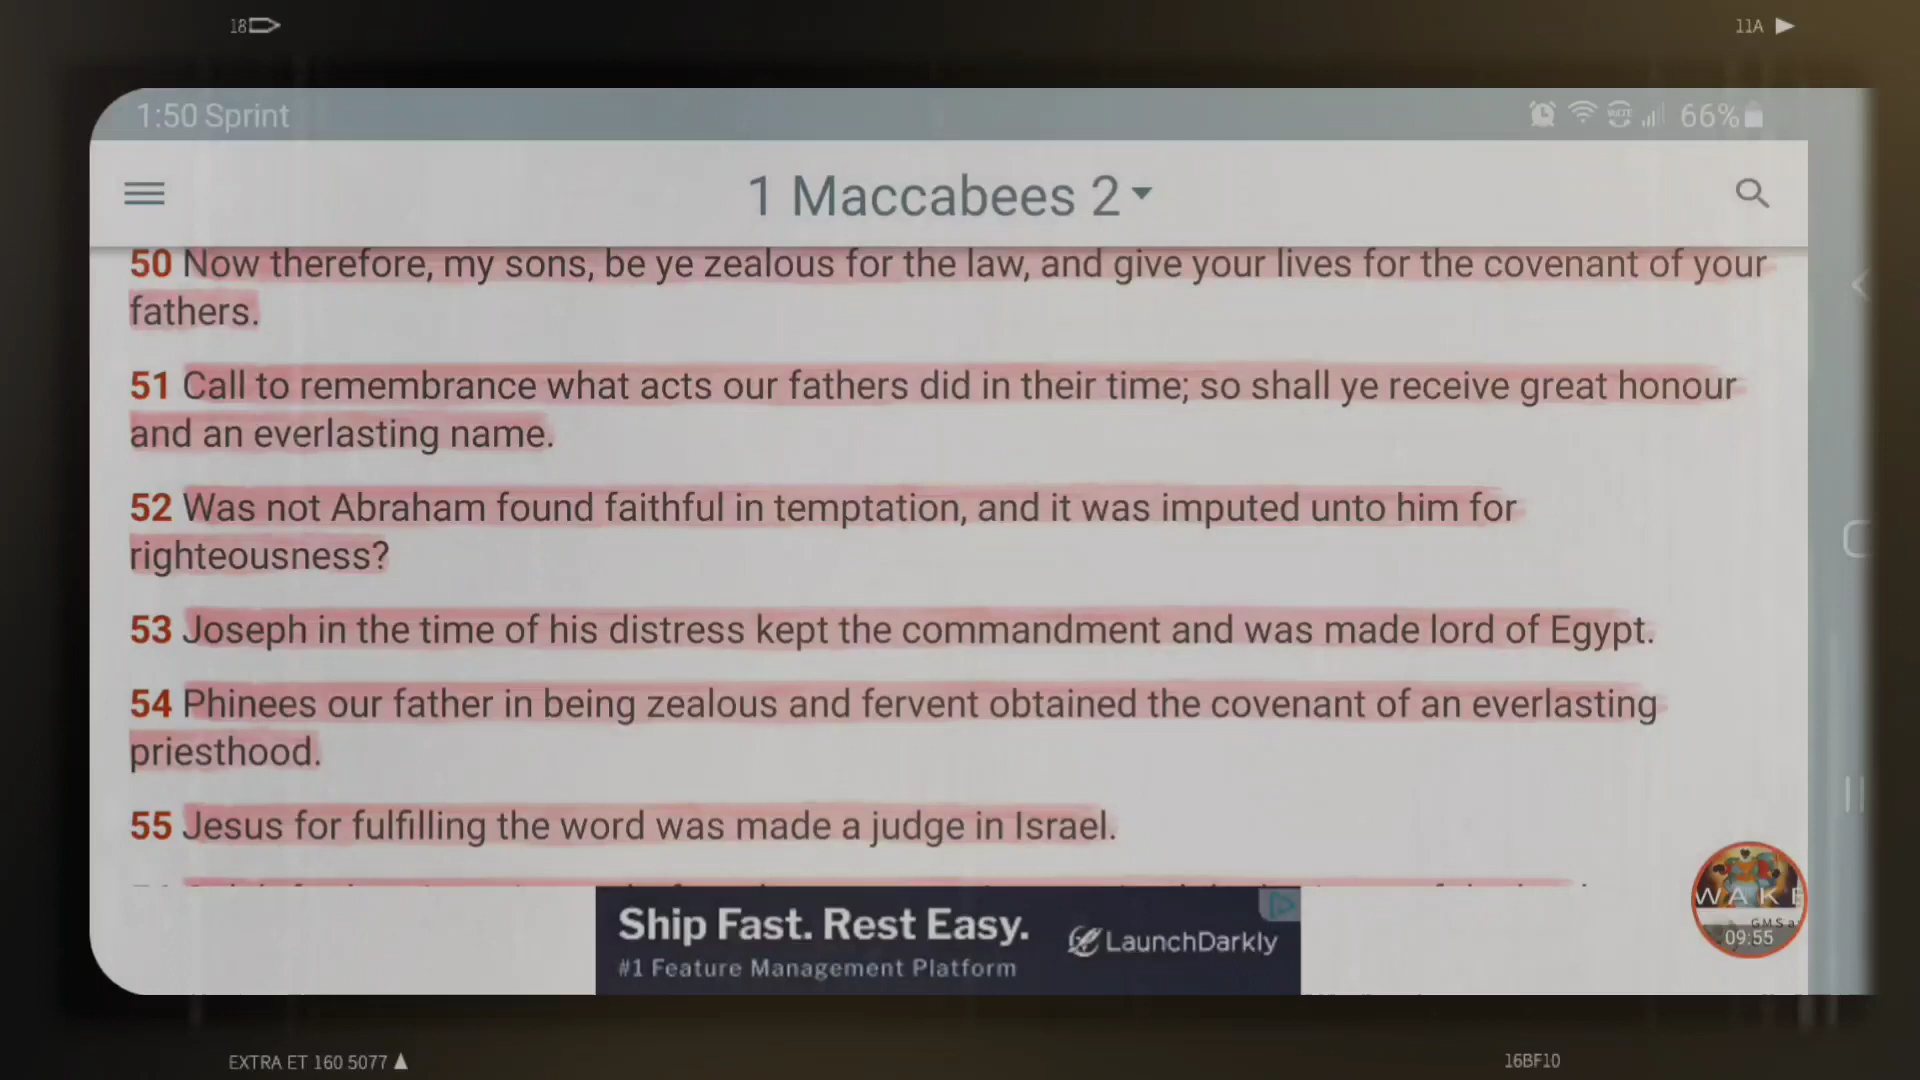 18
11A
1:50 Sprint
66%
1 Maccabees 2
50 Now therefore, my sons, be ye zealous for the law, and give your lives for the covenant of your
fathers.
51 Call to remembrance what acts our fathers did in their time; so shall ye receive great honour
and an everlasting name.
52 Was not Abraham found faithful in temptation, and it was imputed unto him for
righteousness?
53 Joseph in the time of his distress kept the commandment and was made lord of Egypt.
54 Phinees our father in being zealous and fervent obtained the covenant of an everlasting
priesthood.
55 Jesus for fulfilling the word was made a judge in Israel.
Ship Fast. Rest Easy.
LaunchDarkly
#1 Feature Management Platform
WAKE
GMS a
09:55
EXTRA ET 160 5077
16BF10